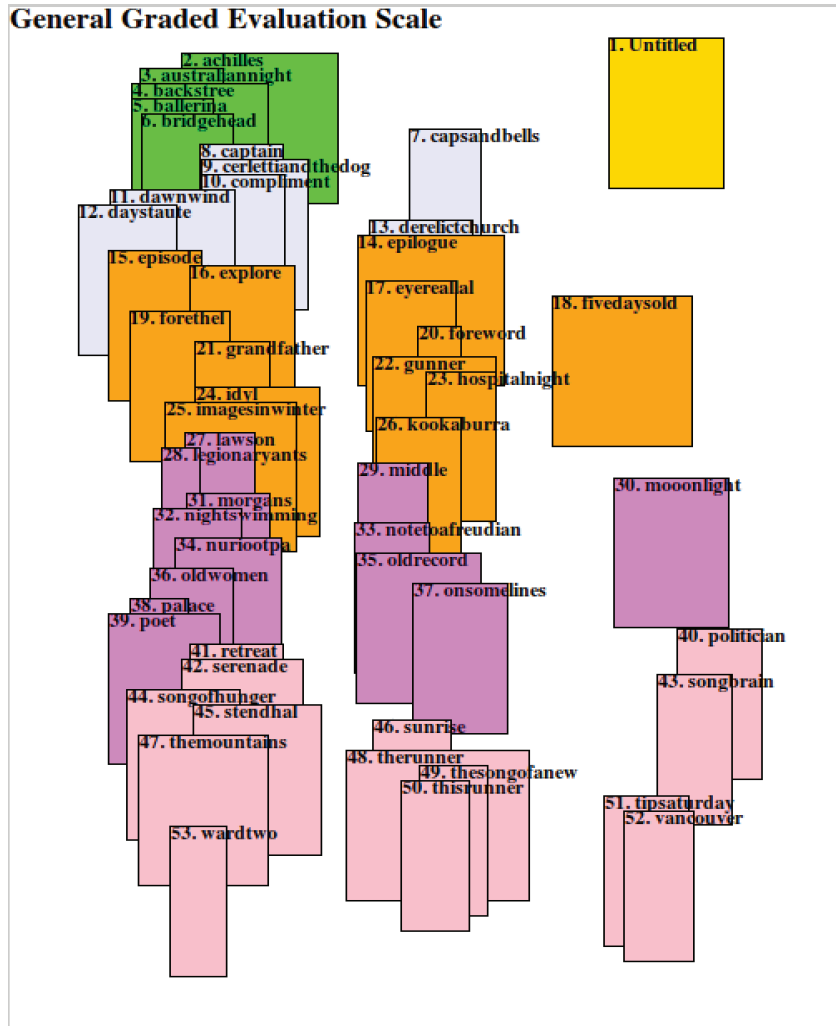 General Graded Evaluation Scale
1. Untitled
2. achilles
3. australiannight
4. backstree
5. ballerina
6. bridgehead
7. capsandbells
8. captain
9. cerlettiandthedog
10. compliment
11. dawnwind
12. daystaute
13. derelictchurch
14. epilogue
15. episode
16. explore
17. eyereallal
18. fivedaysold
19. forethel
20. foreword
21. grandfather
22. gunner
23. hospitalnight
24. idyl
25. imagesinwinter
26. kookaburra
27. lawson
28. legionaryants
29. middle
30. mooonlight
31. morgans
32. nightswimming
33. notetoafreudian
34. nuriootpa
35. oldrecord
36. oldwomen
37. onsomelines
38. palace
39. poet
40. politician
41. retreat
42. serenade
43. songbrain
44. songofhunger
45. stendhal
46. sunrise
47. themountains
48. therunner
49. thesongofanew
50. thisrunner
51. tipsaturday
52. vancouver
53. wardtwo